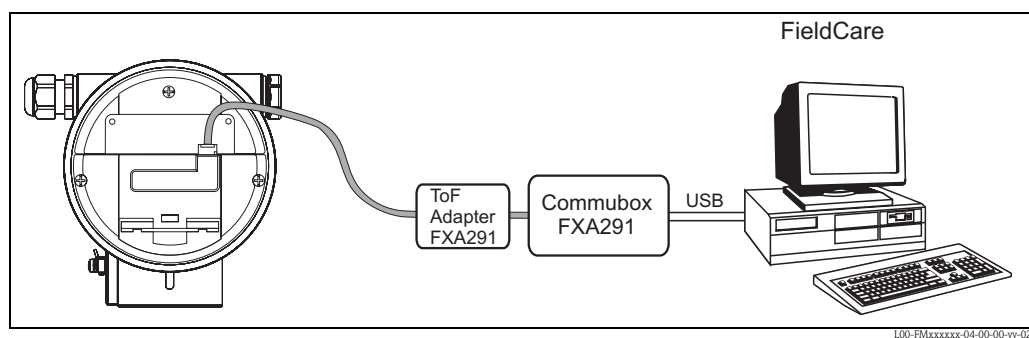 FieldCare
ToF
Adapter
FXA291
Commubox
FXA291
USB
L00-FMxxxxxx-04-00-00-yy-02